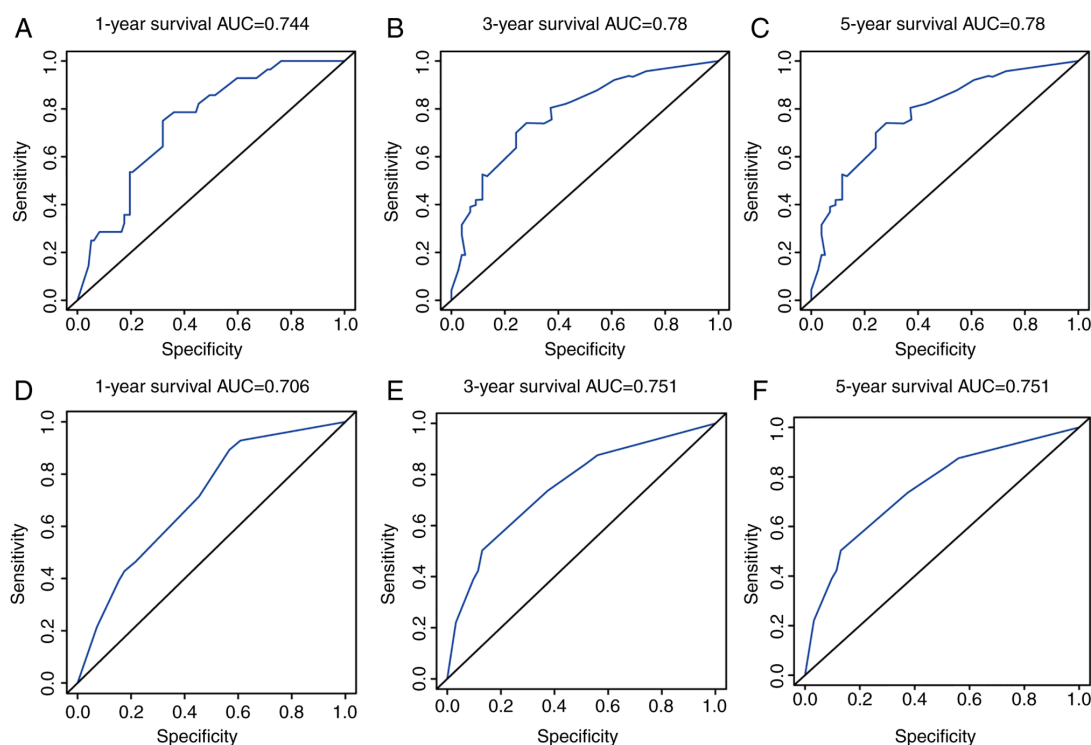 A
1-year survival AUC=0.744
Sensitivity
0.0 0.2 0.4 0.6 0.8 1.0
0.0 0.2 0.4 0.6 0.8 1.0
Specificity
B
3-year survival AUC=0.78
Sensitivity
0.0 0.2 0.4 0.6 0.8 1.0
0.0 0.2 0.4 0.6 0.8 1.0
Specificity
C
5-year survival AUC=0.78
Sensitivity
0.0 0.2 0.4 0.6 0.8 1.0
0.0 0.2 0.4 0.6 0.8 1.0
Specificity
D
1-year survival AUC=0.706
Sensitivity
0.0 0.2 0.4 0.6 0.8 1.0
0.0 0.2 0.4 0.6 0.8 1.0
Specificity
E
3-year survival AUC=0.751
Sensitivity
0.0 0.2 0.4 0.6 0.8 1.0
0.0 0.2 0.4 0.6 0.8 1.0
Specificity
F
5-year survival AUC=0.751
Sensitivity
0.0 0.2 0.4 0.6 0.8 1.0
0.0 0.2 0.4 0.6 0.8 1.0
Specificity